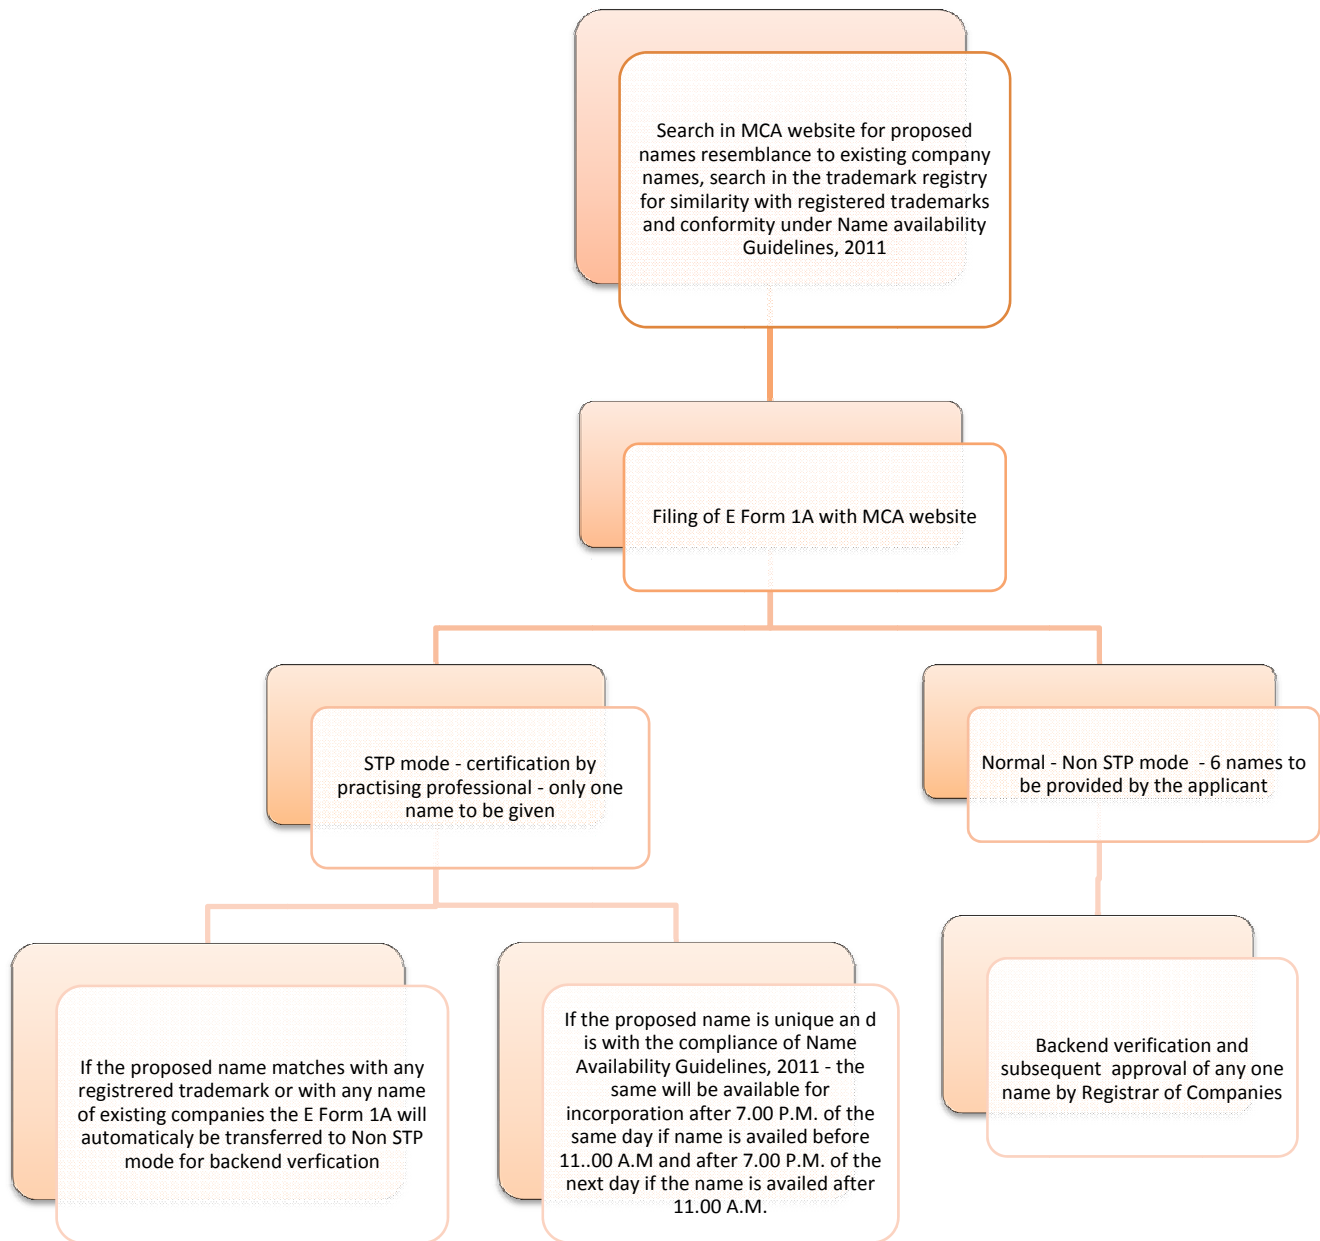 Search in MCA website for proposed
names resemblance to existing company
names, search in the trademark registry
for similarity with registered trademarks
and conformity under Name availability
Guidelines, 2011
Filing of E Form 1A with MCA website
STP mode - certification by
practising professional - only one
name to be given
Normal - Non STP mode - 6 names to
be provided by the applicant
If the proposed name matches with any
registrered trademark or with any name
of existing companies the E Form 1A will
automaticaly be transferred to Non STP
mode for backend verfication
If the proposed name is unique an d
is with the compliance of Name
Availability Guidelines, 2011 - the
same will be available for
incorporation after 7.00 P.M. of the
same day if name is availed before
11..00 A.M and after 7.00 P.M. of the
next day if the name is availed after
11.00 A.M.
Backend verification and
subsequent approval of any one
name by Registrar of Companies